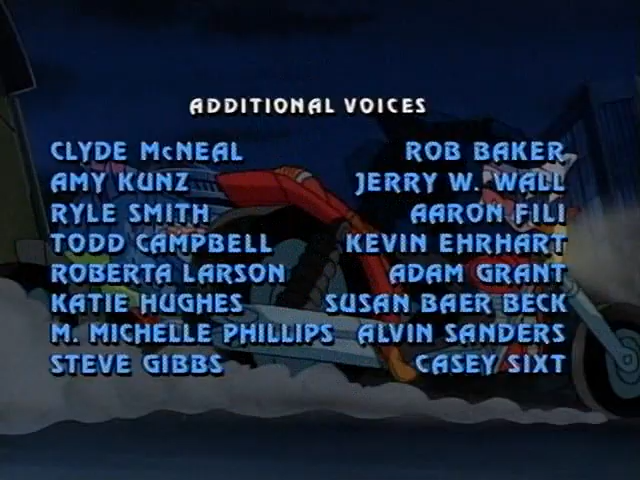 ADDITIONAL VOICES
CLYDE McNEAL ROB BAKER
AMY KUNZ JERRY W. WALL
RYLE SMITH AARON FILI
TODD CAMPBELL KEVIN EHRHART
ROBERTA LARSON ADAM GRANT
KATIE HUGHES SUSAN BAER BECK
M. MICHELLE PHILLIPS ALVIN SANDERS
STEVE GIBBS CASEY SIXT